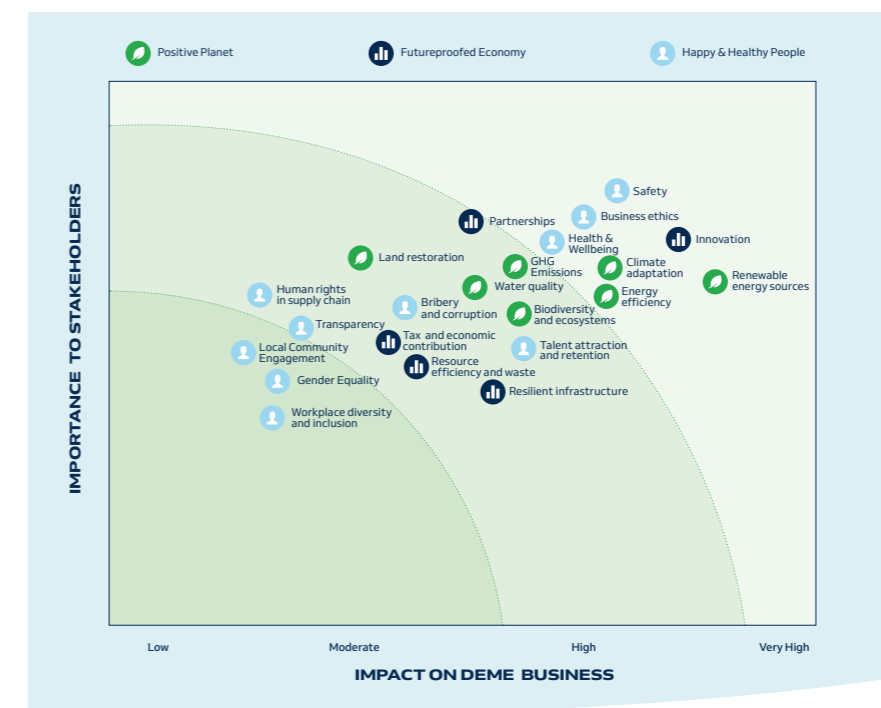 Positive Planet
Futureproofed Economy
Happy & Healthy People
IMPORTANCE TO STAKEHOLDERS
Safety
Partnerships
Business ethics
Health &
Wellbeing
Innovation
Land restoration
GHG
Emissions
Climate
adaptation
Water quality
Renewable
energy sources
Human rights
in supply chain
Energy
efficiency
Bribery
and corruption
Biodiversity
and ecosystems
Transparency
Tax and economic
contribution
Local Community
Engagement
Talent attraction
and retention
Resource
efficiency and waste
Gender Equality
Resilient infrastructure
Workplace diversity
and inclusion
Low
Moderate
High
Very High
IMPACT ON DEME BUSINESS